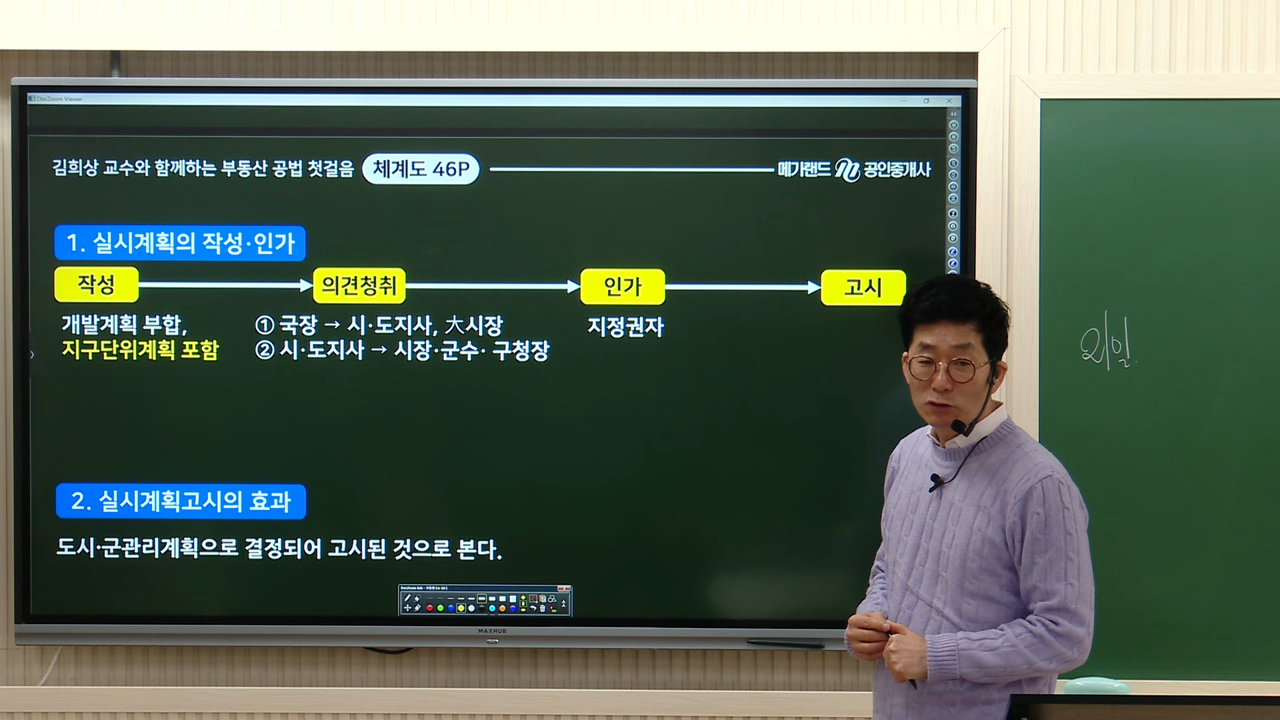 DocZoom Viewer
김희상 교수와 함께하는 부동산 공법 첫걸음 체계도 46P 메가랜드 공인중개사
1. 실시계획의 작성·인가
작성 의견청취 인가 고시
개발계획 부합, ① 국장 → 시·도지사, 大시장 지정권자
지구단위계획 포함 ② 시·도지사 → 시장·군수·구청장
2. 실시계획고시의 효과
도시·군관리계획으로 결정되어 고시된 것으로 본다.
MAXHUB